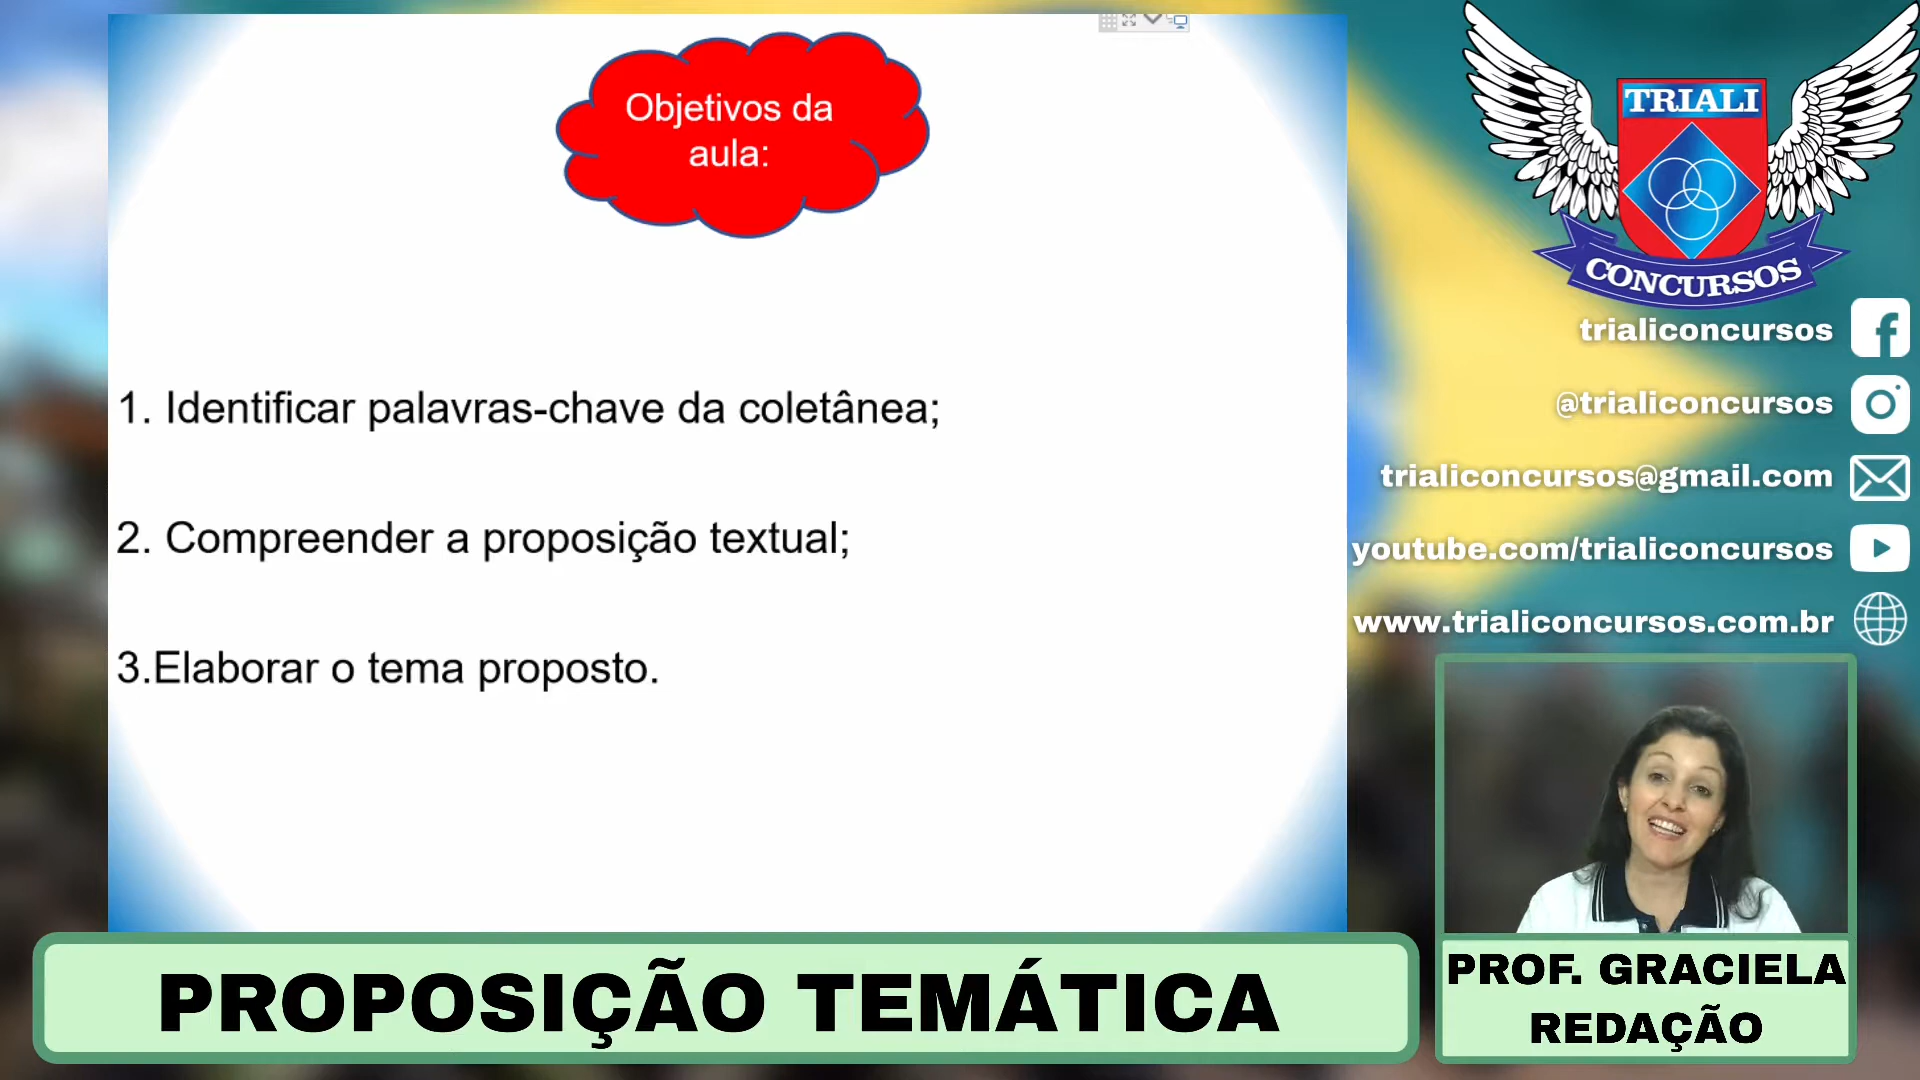 Objetivos da
aula:
1. Identificar palavras-chave da coletânea;
2. Compreender a proposição textual;
3.Elaborar o tema proposto.
TRIALI
CONCURSOS
trialiconcursos
@trialiconcursos
trialiconcursos@gmail.com
youtube.com/trialiconcursos
www.trialiconcursos.com.br
PROPOSIÇÃO TEMÁTICA
PROF. GRACIELA
REDAÇÃO